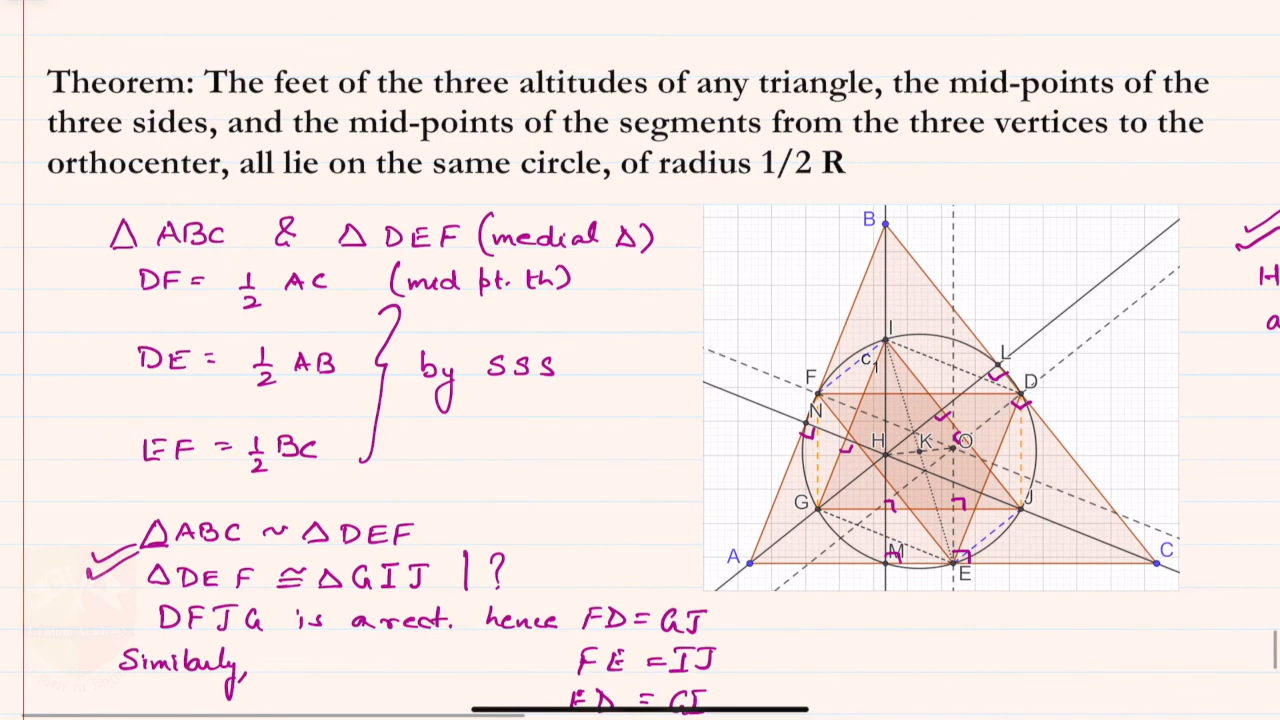 Theorem: The feet of the three altitudes of any triangle, the mid-points of the
three sides, and the mid-points of the segments from the three vertices to the
orthocenter, all lie on the same circle, of radius 1/2 R
△ ABC & △ DEF (medial △)
DF = 1/2 AC (mid pt. th)
DE = 1/2 AB
by SSS
EF = 1/2 BC
△ABC ~ △DEF
△DEF ≅ △GIJ | ?
DFJG is a rect. hence FD = GJ
Similarly, FE = IJ
ED = GI
B
I
C1
L
F
D
N
H
K
O
G
J
A
M
C
E
H
a